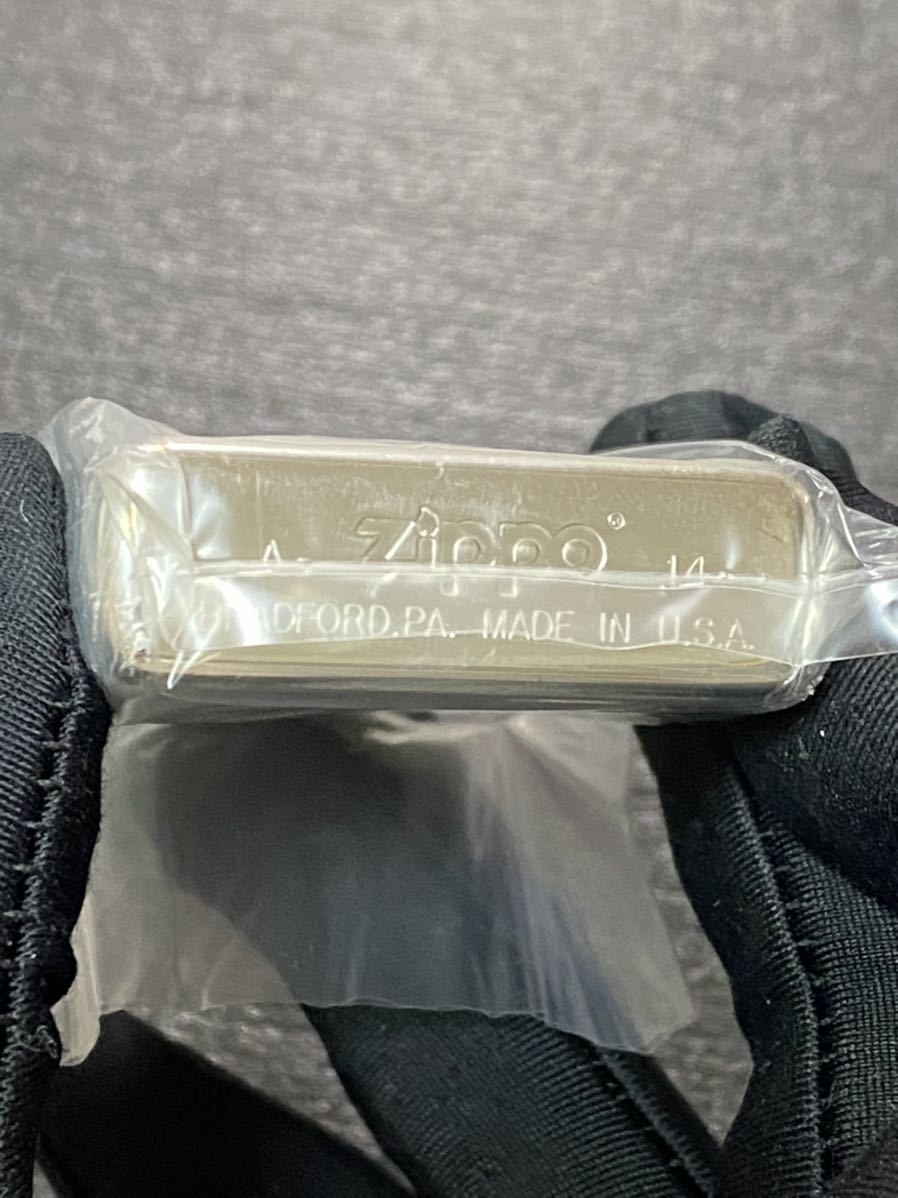 A Zippo® 14
BRADFORD,PA. MADE IN U.S.A.